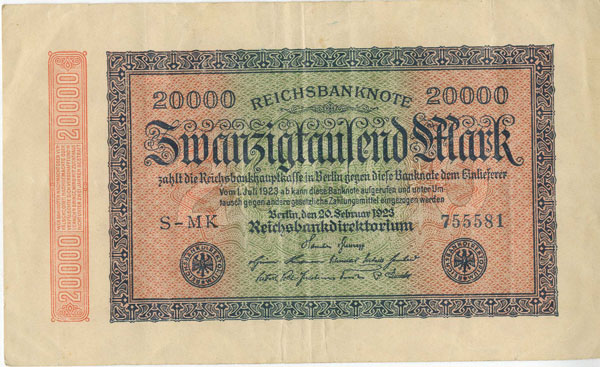 20000 REICHSBANKNOTE 20000
Zwanzigtausend Mark
zahlt die Reichsbankhauptkasse in Berlin gegen diese Banknote dem Einlieferer
Vom 1. Juli 1923 ab kann diese Banknote aufgerufen und unter Um-
tausch gegen andere gesetzliche Zahlungsmittel eingezogen werden
Berlin, den 20. Februar 1923
S-MK Reichsbankdirektorium 755581
20000
20000